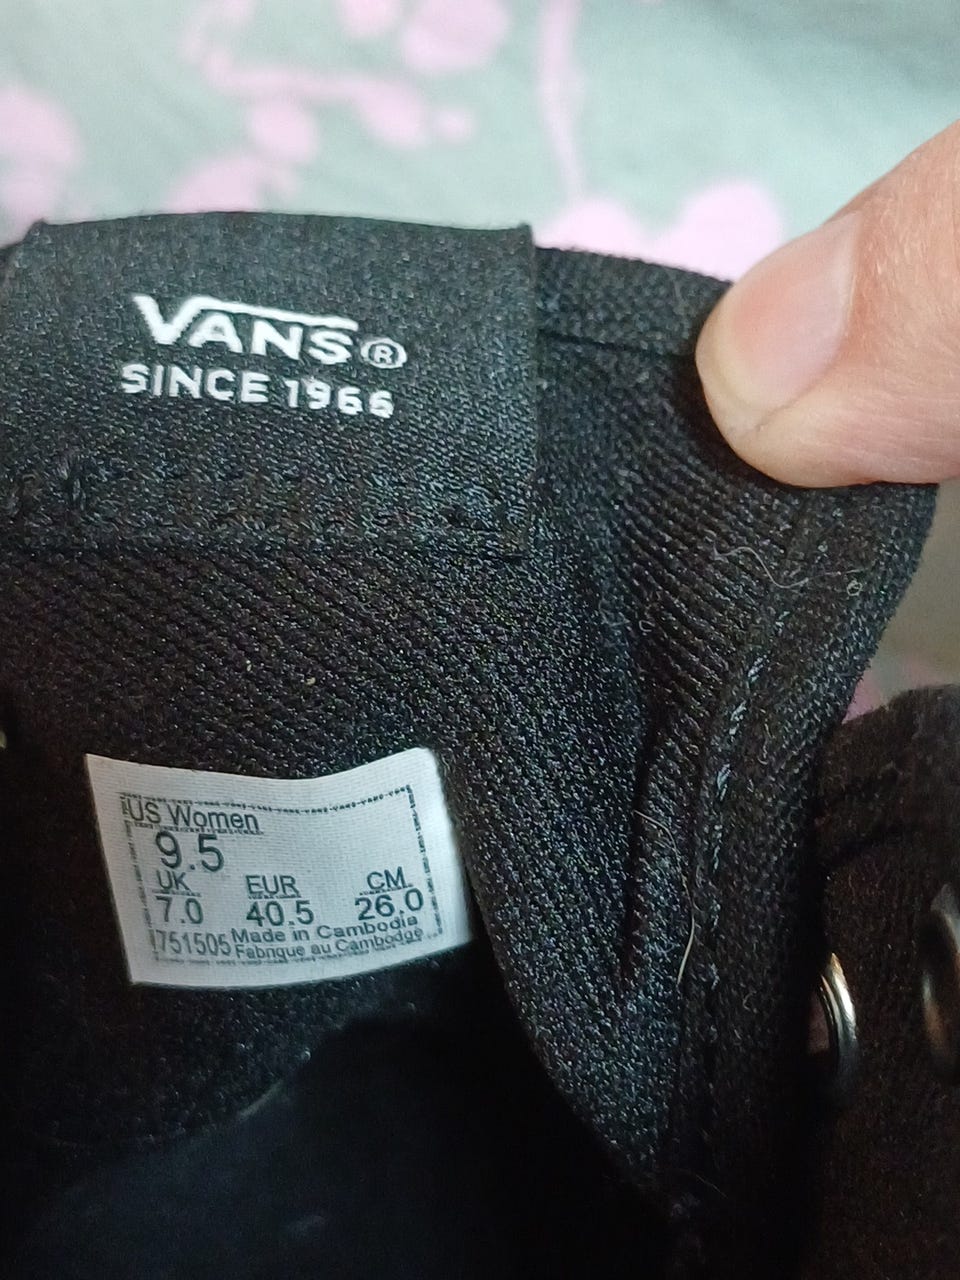 VANS®
SINCE 1966
US Women
9.5
UK EUR CM
7.0 40.5 26.0
751505 Made in Cambodia
Fabrique au Cambodge